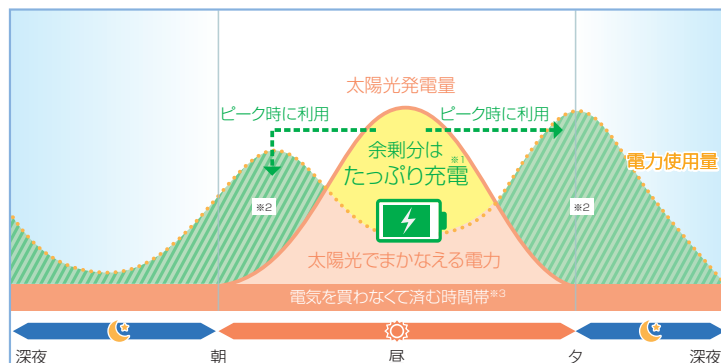 太陽光発電量
ピーク時に利用
ピーク時に利用
余剰分は
たっぷり充電※1
電力使用量
※2
※2
太陽光でまかなえる電力
電気を買わなくて済む時間帯※3
深夜
朝
昼
夕
深夜